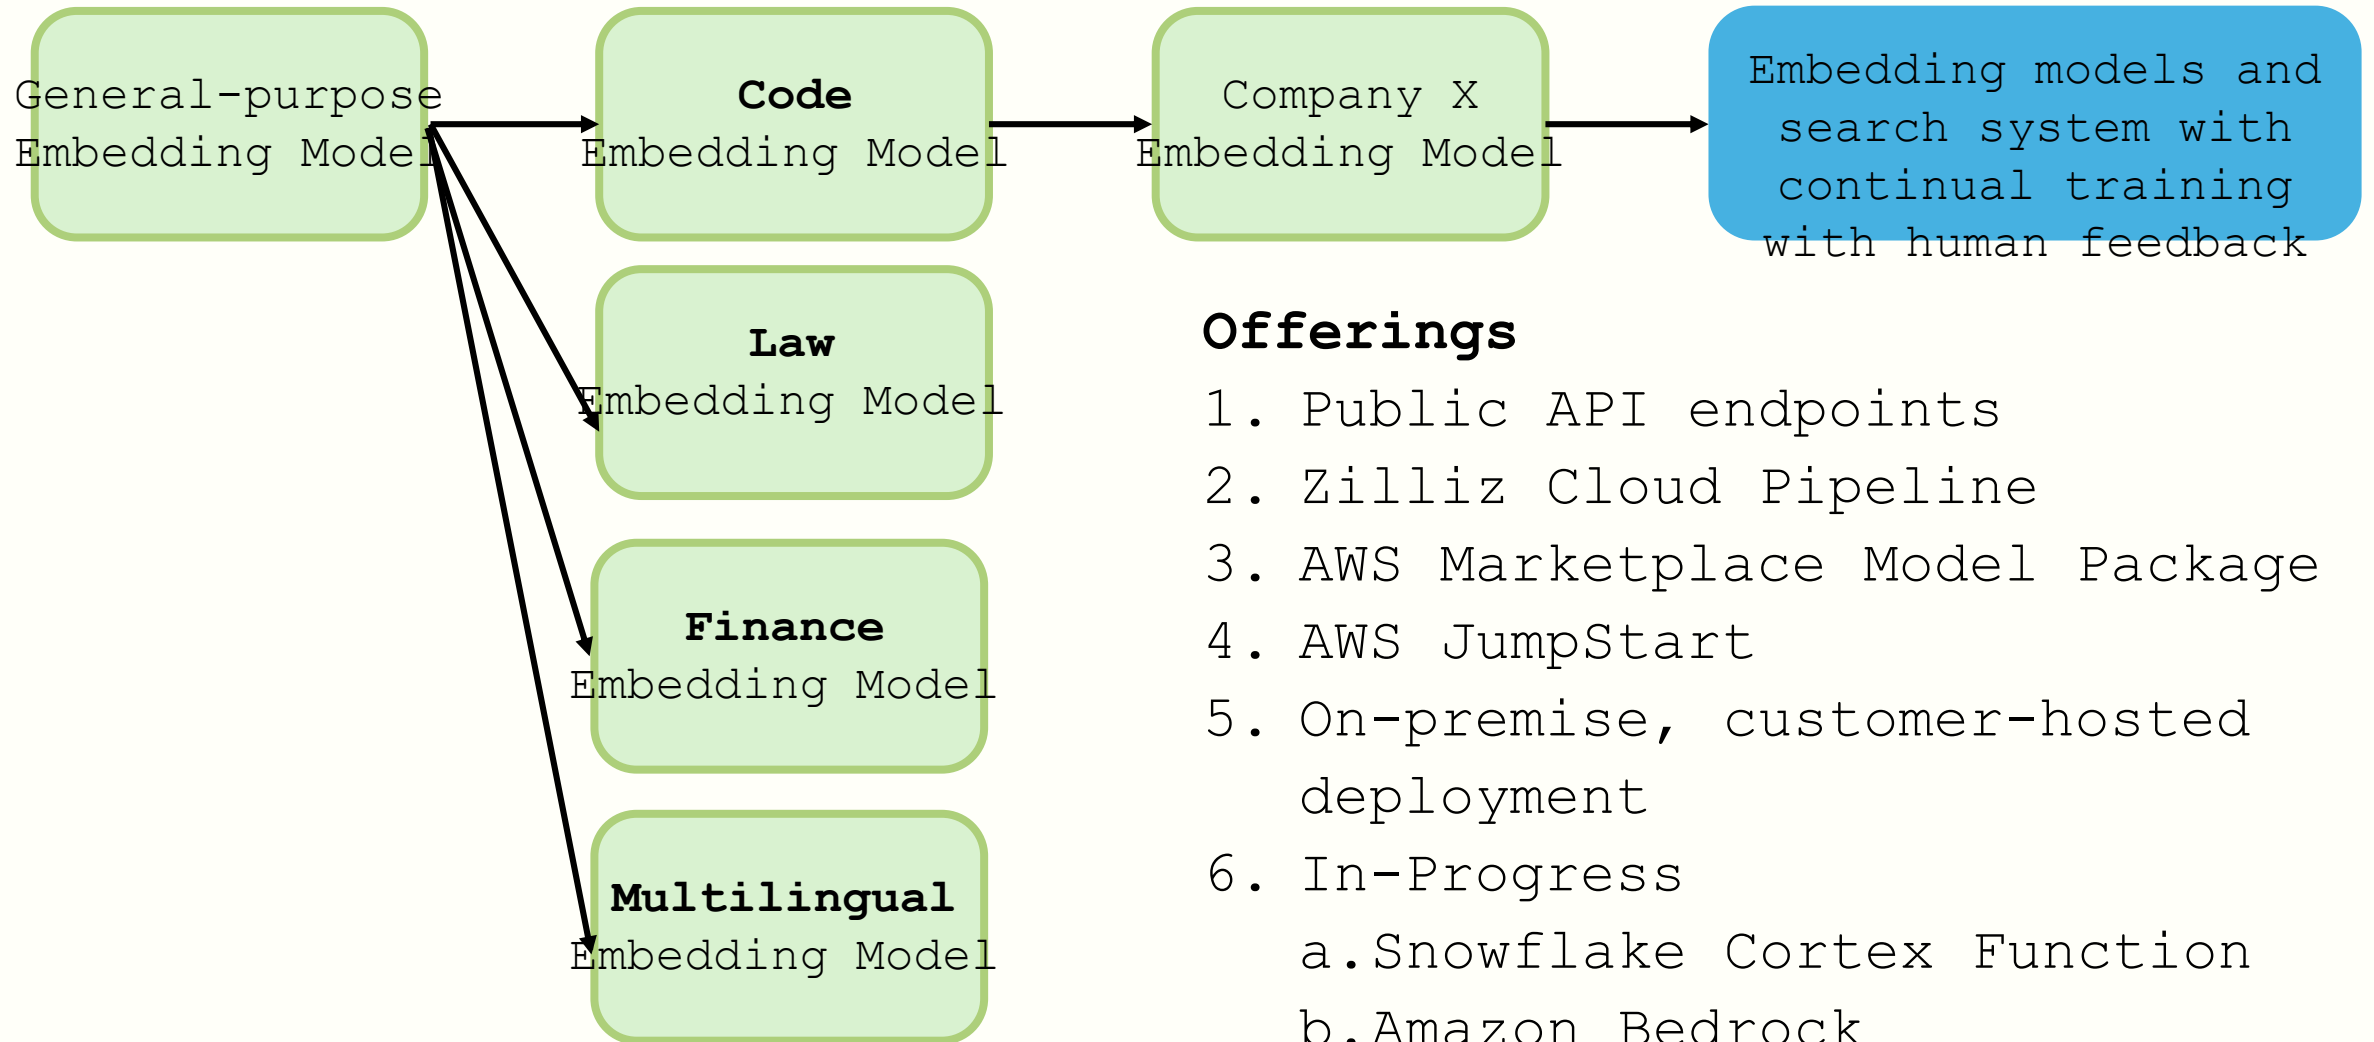 General-purpose
Embedding Model
Code
Embedding Model
Company X
Embedding Model
Embedding models and
search system with
continual training
with human feedback
Law
Embedding Model
Finance
Embedding Model
Multilingual
Embedding Model
Offerings
1. Public API endpoints
2. Zilliz Cloud Pipeline
3. AWS Marketplace Model Package
4. AWS JumpStart
5. On-premise, customer-hosted
deployment
6. In-Progress
a.Snowflake Cortex Function
b.Amazon Bedrock